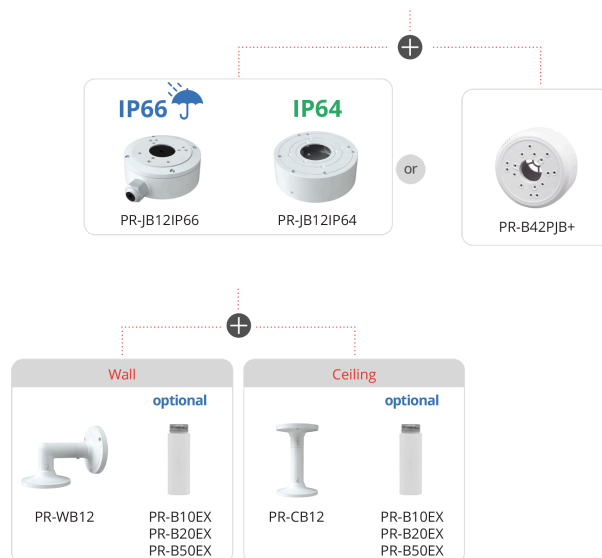 IP66
IP64
PR-JB12IP66
PR-JB12IP64
or
PR-B42PJB+
Wall
optional
PR-WB12
PR-B10EX
PR-B20EX
PR-B50EX
Ceiling
optional
PR-CB12
PR-B10EX
PR-B20EX
PR-B50EX